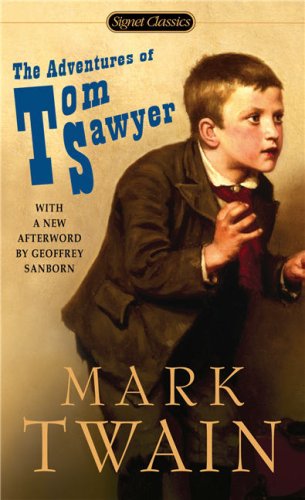 Signet Classics
The Adventures of
Tom
Sawyer
WITH
A NEW
AFTERWORD
BY GEOFFREY
SANBORN
MARK
TWAIN